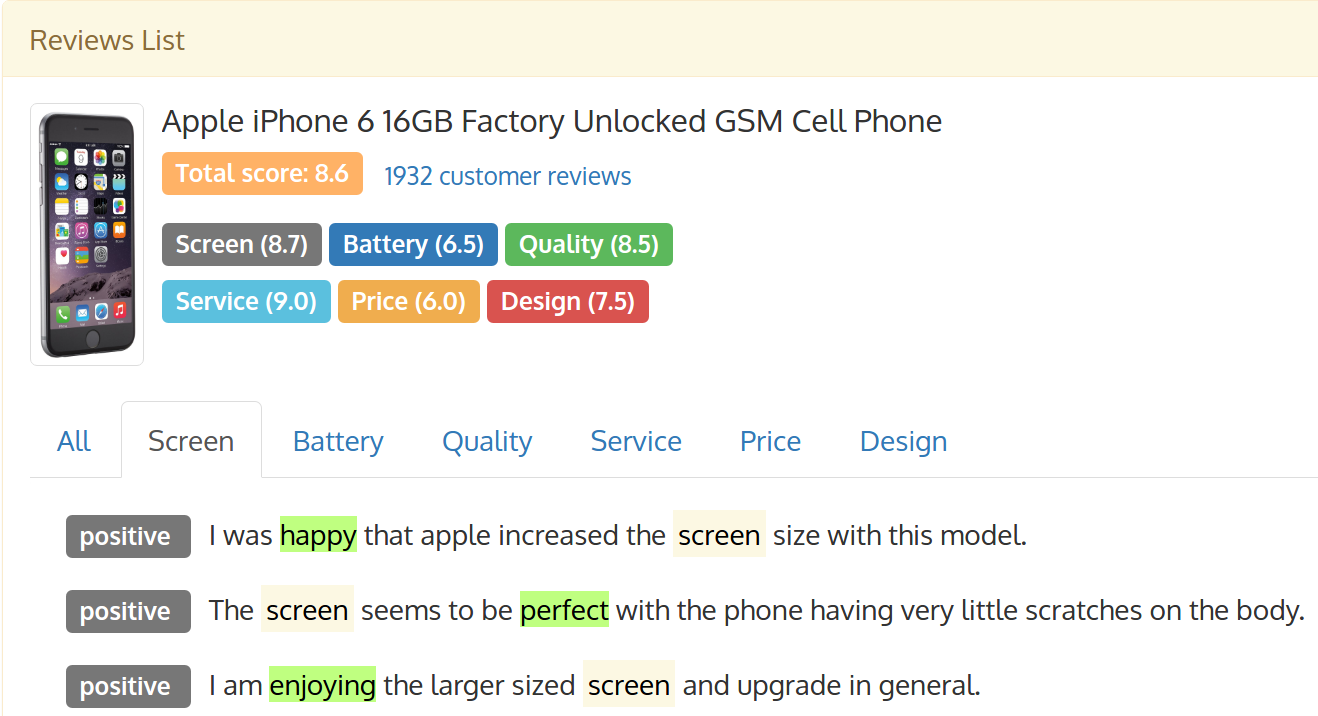 Reviews List
Apple iPhone 6 16GB Factory Unlocked GSM Cell Phone
Total score: 8.6 1932 customer reviews
Screen (8.7) Battery (6.5) Quality (8.5)
Service (9.0) Price (6.0) Design (7.5)
All Screen Battery Quality Service Price Design
positive I was happy that apple increased the screen size with this model.
positive The screen seems to be perfect with the phone having very little scratches on the body.
positive I am enjoying the larger sized screen and upgrade in general.